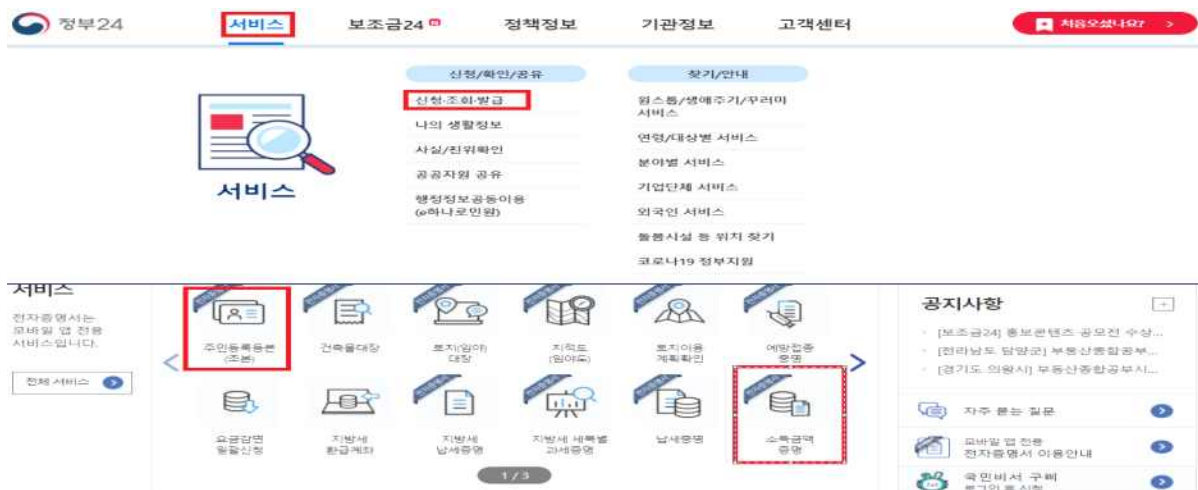 정부24
서비스
보조금24
정책정보
기관정보
고객센터
처음오셨나요? >
서비스
신청/확인/공유
신청·조회·발급
나의 생활정보
사실/진위확인
공공자원 공유
행정정보공동이용
(e하나로민원)
찾기/안내
원스톱/생애주기/꾸러미
서비스
연령/대상별 서비스
분야별 서비스
기업단체 서비스
외국인 서비스
돌봄시설 등 위치 찾기
코로나19 정부지원
서비스
전자증명서는
모바일 앱 전용
서비스입니다.
전체 서비스
주민등록등본
(초본)
건축물대장
토지(임야)
대장
지적도
(임야도)
토지이용
계획확인
예방접종
증명
요금감면
일괄신청
지방세
환급계좌
지방세
납세증명
지방세 세목별
과세증명
납세증명
소득금액
증명
1 / 3
공지사항
[보조금24] 홍보콘텐츠 공모전 수상...
[전라남도 담양군] 부동산종합공부...
[경기도 의왕시] 부동산종합공부시...
자주 묻는 질문
모바일 앱 전용
전자증명서 이용안내
국민비서 구삐